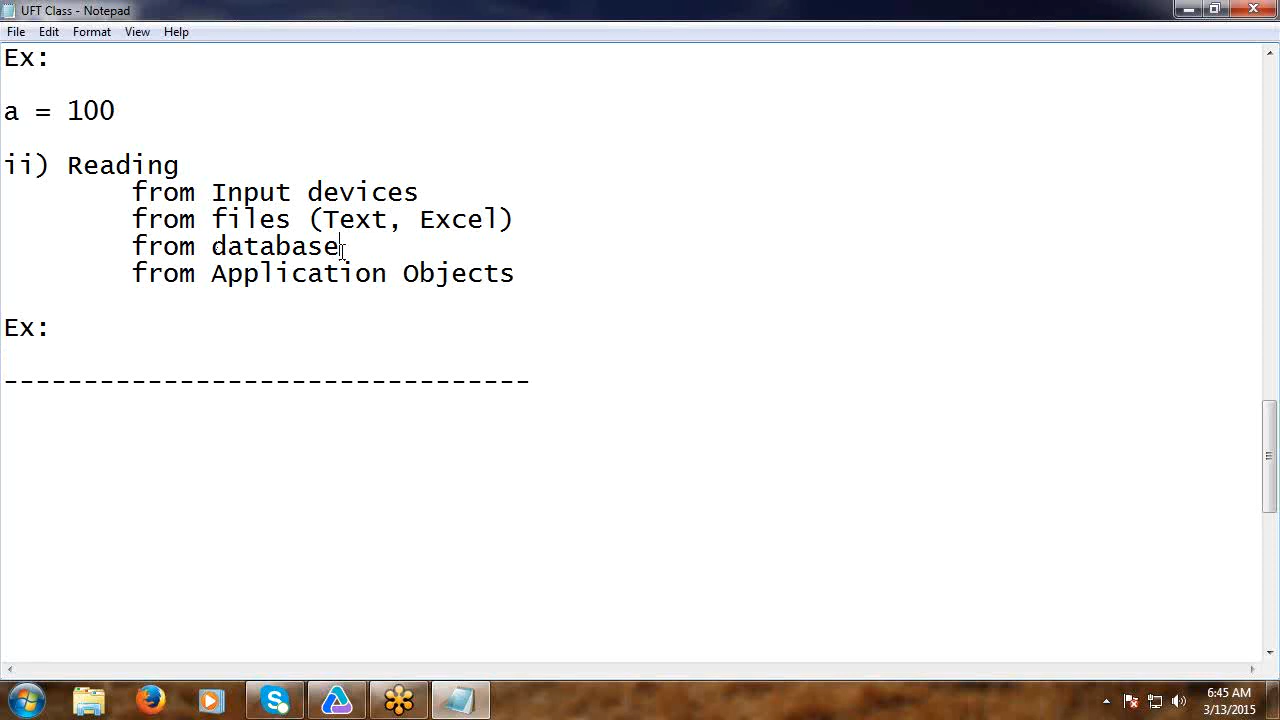 UFT Class - Notepad
File Edit Format View Help
Ex:
a = 100
ii) Reading
from Input devices
from files (Text, Excel)
from database
from Application Objects
Ex:
---------------------------------
6:45 AM
3/13/2015